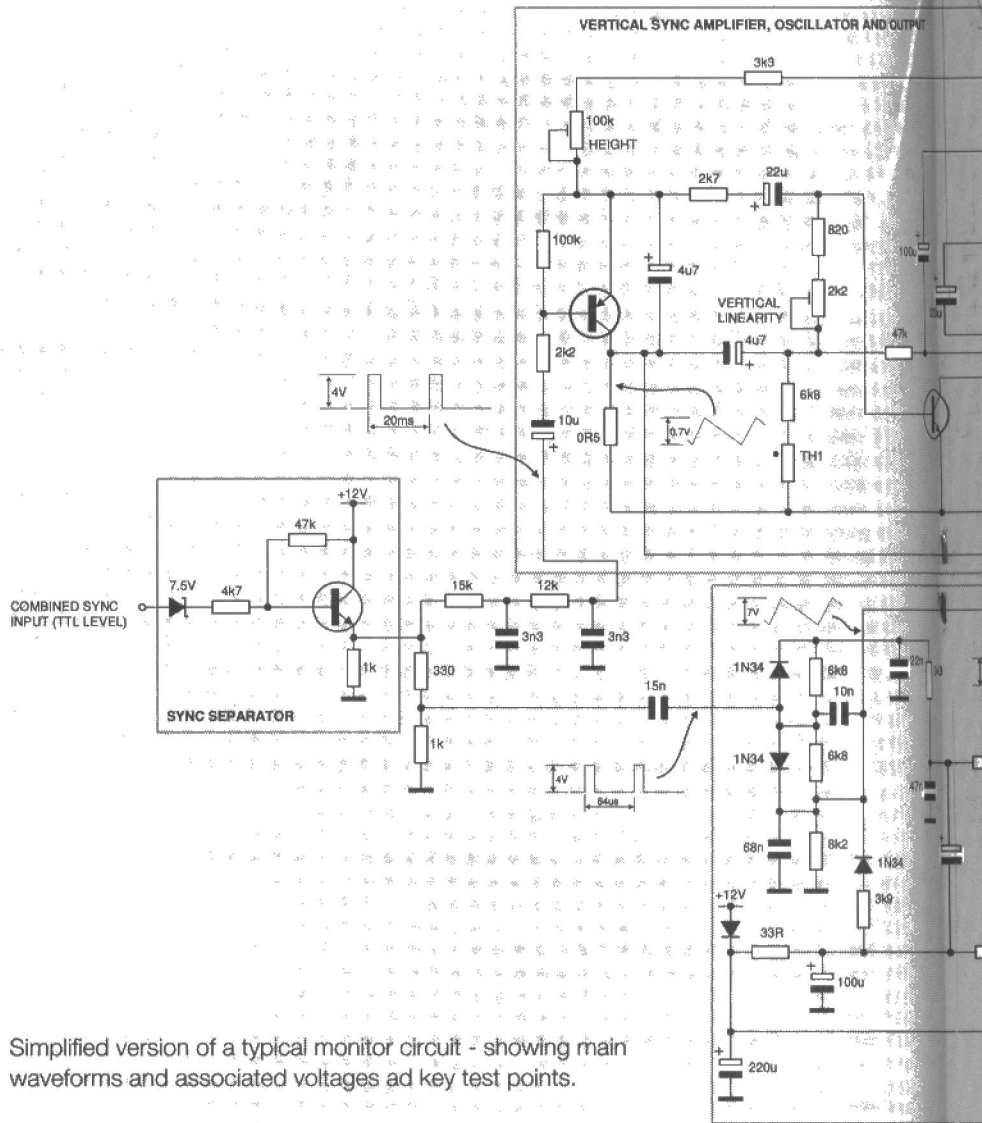 VERTICAL SYNC AMPLIFIER, OSCILLATOR AND OUTPUT
3k9
100k
HEIGHT
2k7
22u
+
100k
820
+
4u7
+
100u
+
2k2
VERTICAL
LINEARITY
2k2
4u7
+
47k
4V
20ms
10u
+
0R5
0.7V
6k8
TH1
+12V
47k
7.5V
4k7
COMBINED SYNC
INPUT (TTL LEVEL)
1k
SYNC SEPARATOR
15k
12k
3n3
3n3
330
1k
15n
4V
64us
7V
1N34
6k8
22n
10n
1N34
6k8
47n
68n
8k2
1N34
+
+12V
3k9
33R
+
100u
+
220u
Simplified version of a typical monitor circuit - showing main
waveforms and associated voltages ad key test points.